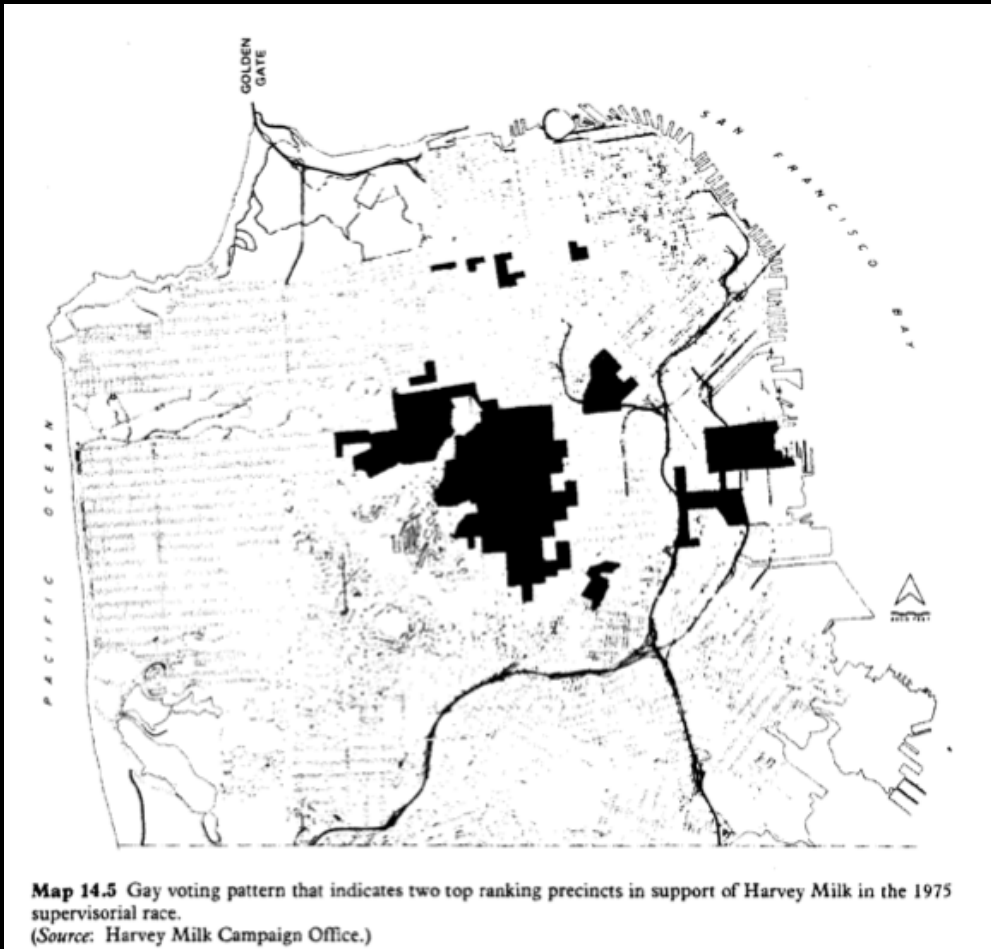 GOLDEN
GATE
SAN FRANCISCO BAY
PACIFIC OCEAN
Map 14.5 Gay voting pattern that indicates two top ranking precincts in support of Harvey Milk in the 1975
supervisorial race.
(Source: Harvey Milk Campaign Office.)